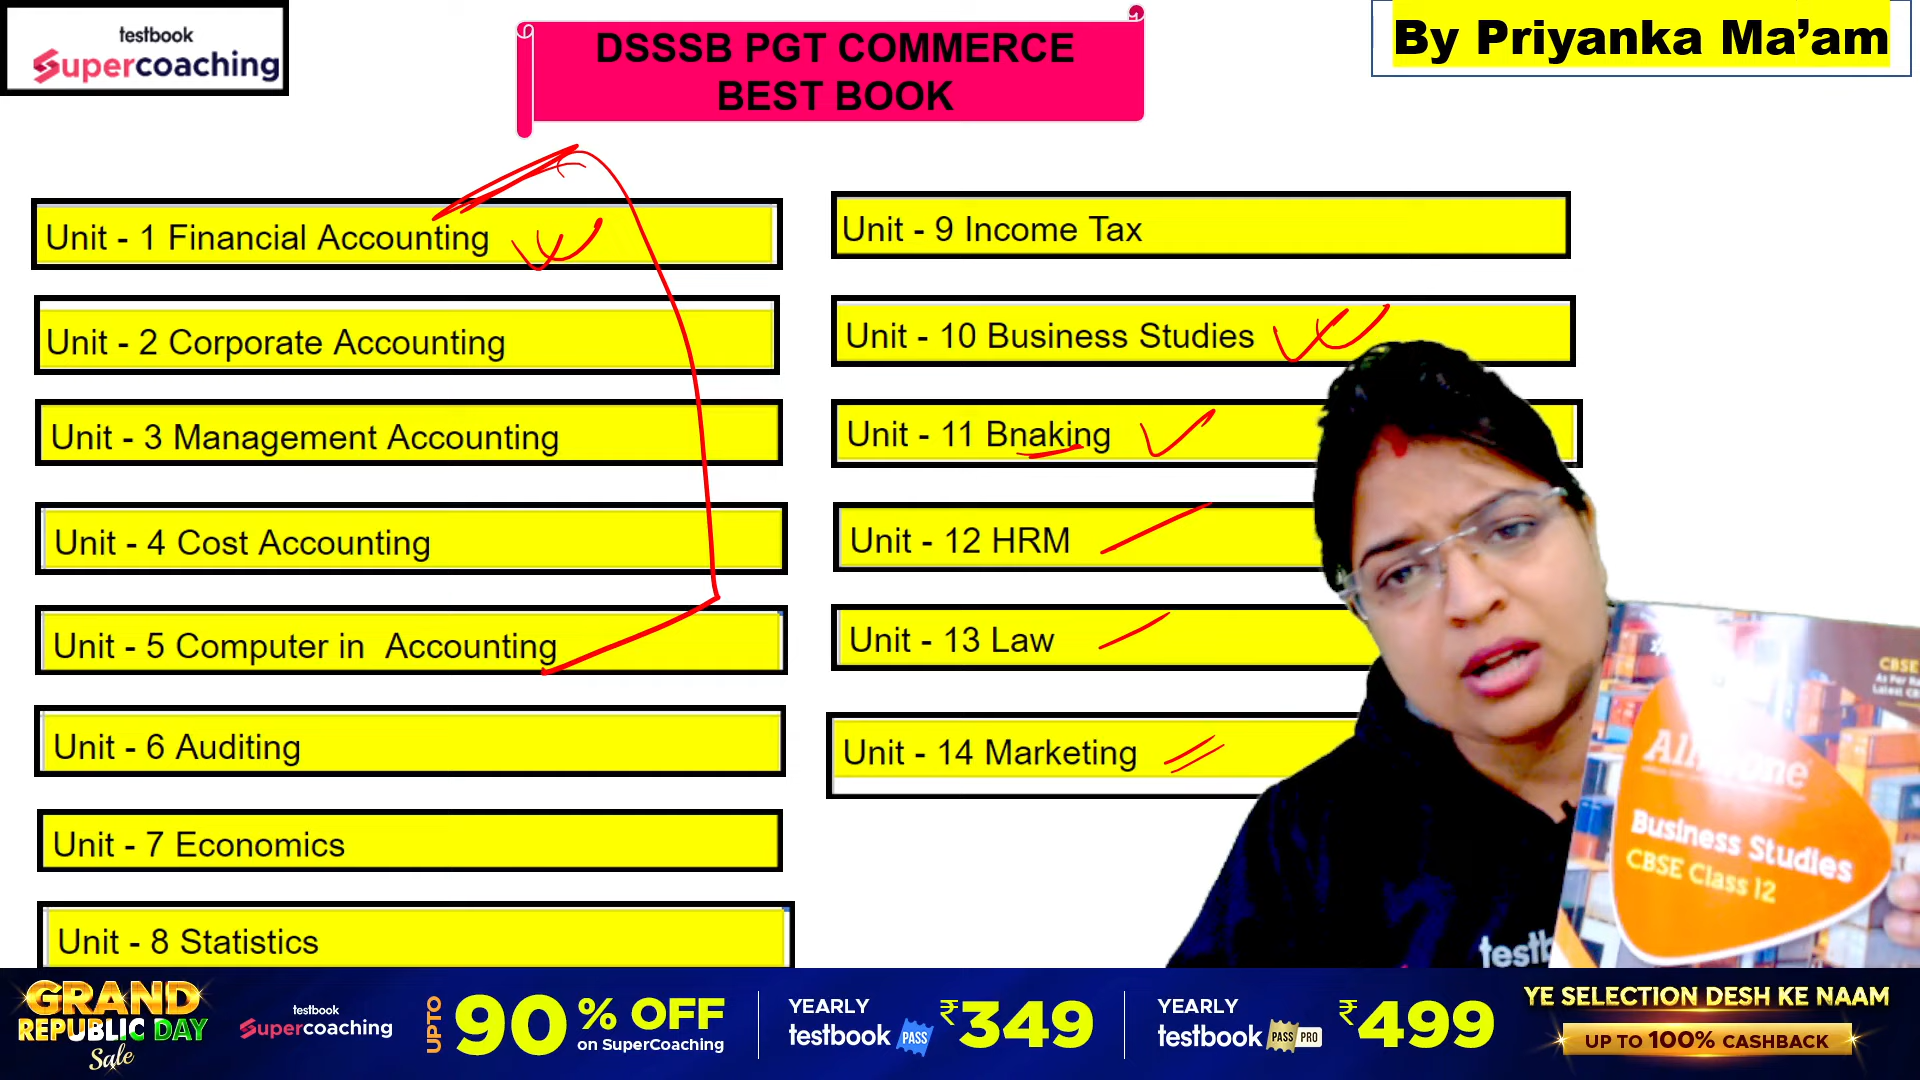 testbook
Supercoaching
DSSSB PGT COMMERCE
BEST BOOK
By Priyanka Ma’am
Unit - 1 Financial Accounting
Unit - 2 Corporate Accounting
Unit - 3 Management Accounting
Unit - 4 Cost Accounting
Unit - 5 Computer in  Accounting
Unit - 6 Auditing
Unit - 7 Economics
Unit - 8 Statistics
Unit - 9 Income Tax
Unit - 10 Business Studies
Unit - 11 Bnaking
Unit - 12 HRM
Unit - 13 Law
Unit - 14 Marketing
CBSE
As Per
Latest
Business Studies
CBSE Class 12
testb
GRAND
REPUBLIC DAY
Sale
testbook
Supercoaching
UPTO 90% OFF
on SuperCoaching
YEARLY
testbook PASS
₹349
YEARLY
testbook PASS PRO
₹499
YE SELECTION DESH KE NAAM
UP TO 100% CASHBACK